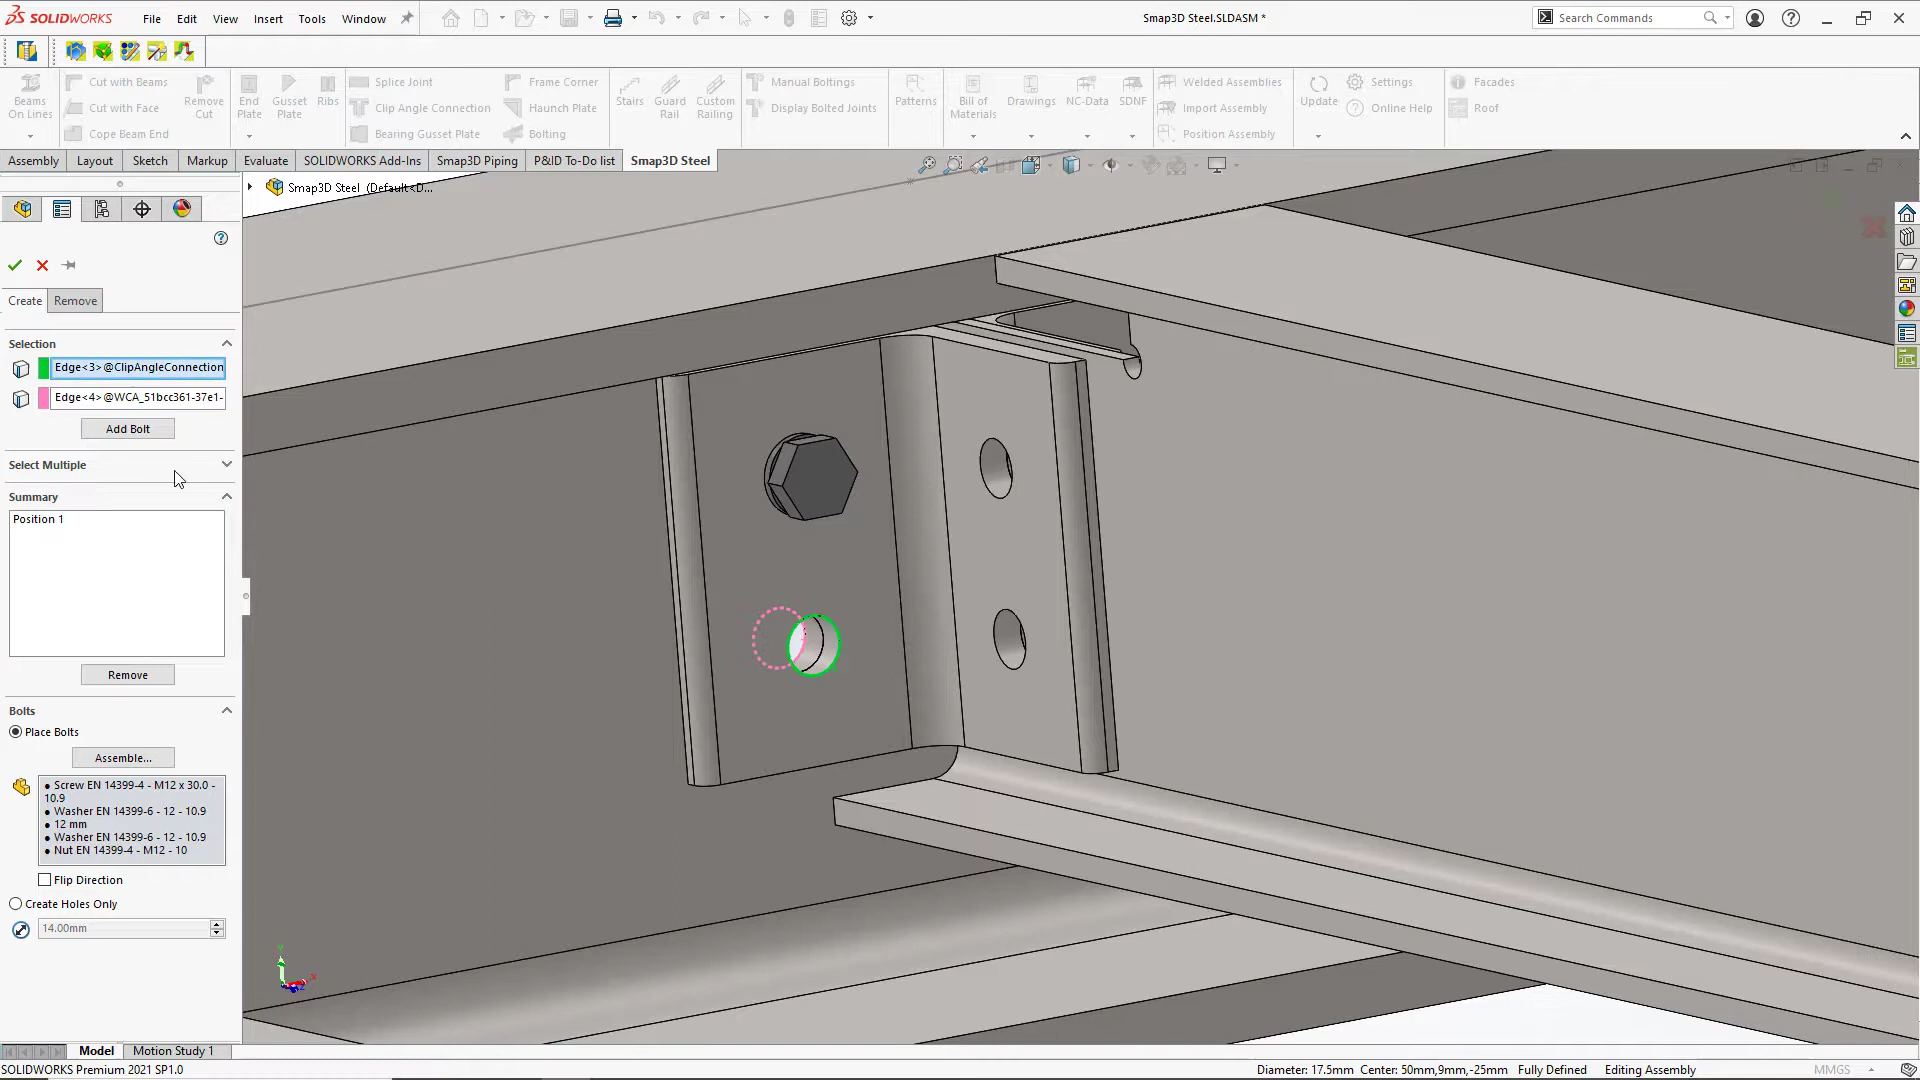 SOLIDWORKS File Edit View Insert Tools Window Smap3D Steel.SLDASM * Search Commands
Cut with Beams Splice Joint Frame Corner Manual Boltings Welded Assemblies Settings Facades
Beams On Lines Cut with Face Remove Cut End Plate Gusset Plate Ribs Clip Angle Connection Haunch Plate Stairs Guard Rail Custom Railing Display Bolted Joints Patterns Bill of Materials Drawings NC-Data SDNF Import Assembly Update Online Help Roof
Cope Beam End Bearing Gusset Plate Bolting Position Assembly
Assembly Layout Sketch Markup Evaluate SOLIDWORKS Add-Ins Smap3D Piping P&ID To-Do list Smap3D Steel
Smap3D Steel (Default<D...
Create Remove
Selection
Edge<3>@ClipAngleConnection
Edge<4>@WCA_51bcc361-37e1-
Add Bolt
Select Multiple
Summary
Position 1
Remove
Bolts
Place Bolts
Assemble...
• Screw EN 14399-4 - M12 x 30.0 -
10.9
• Washer EN 14399-6 - 12 - 10.9
• 12 mm
• Washer EN 14399-6 - 12 - 10.9
• Nut EN 14399-4 - M12 - 10
Flip Direction
Create Holes Only
14.00mm
Model Motion Study 1
SOLIDWORKS Premium 2021 SP1.0 Diameter: 17.5mm Center: 50mm,9mm,-25mm Fully Defined Editing Assembly MMGS